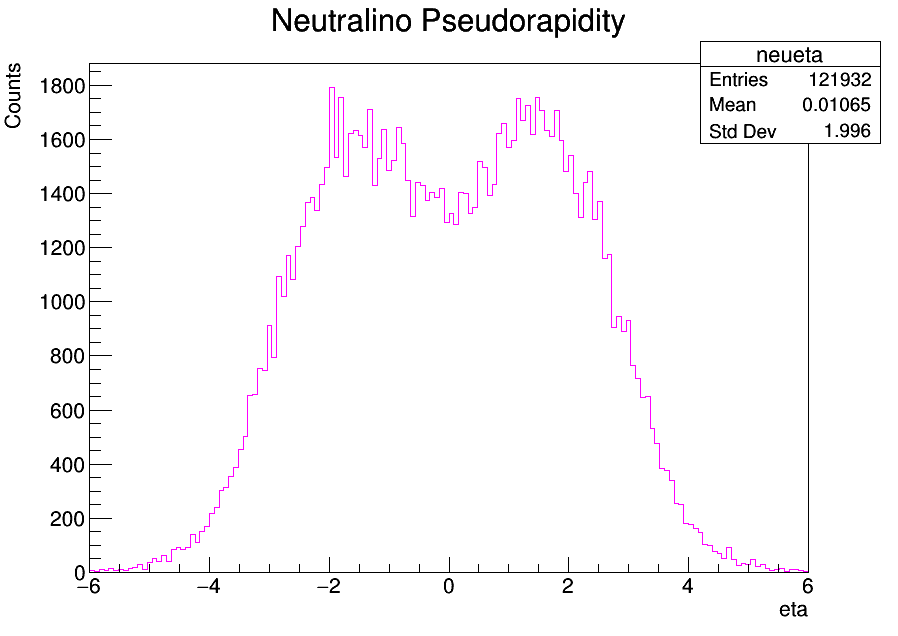 Neutralino Pseudorapidity
neueta
Entries 121932
Mean 0.01065
Std Dev 1.996
Counts
1800
1600
1400
1200
1000
800
600
400
200
0
−6 −4 −2 0 2 4 6
eta